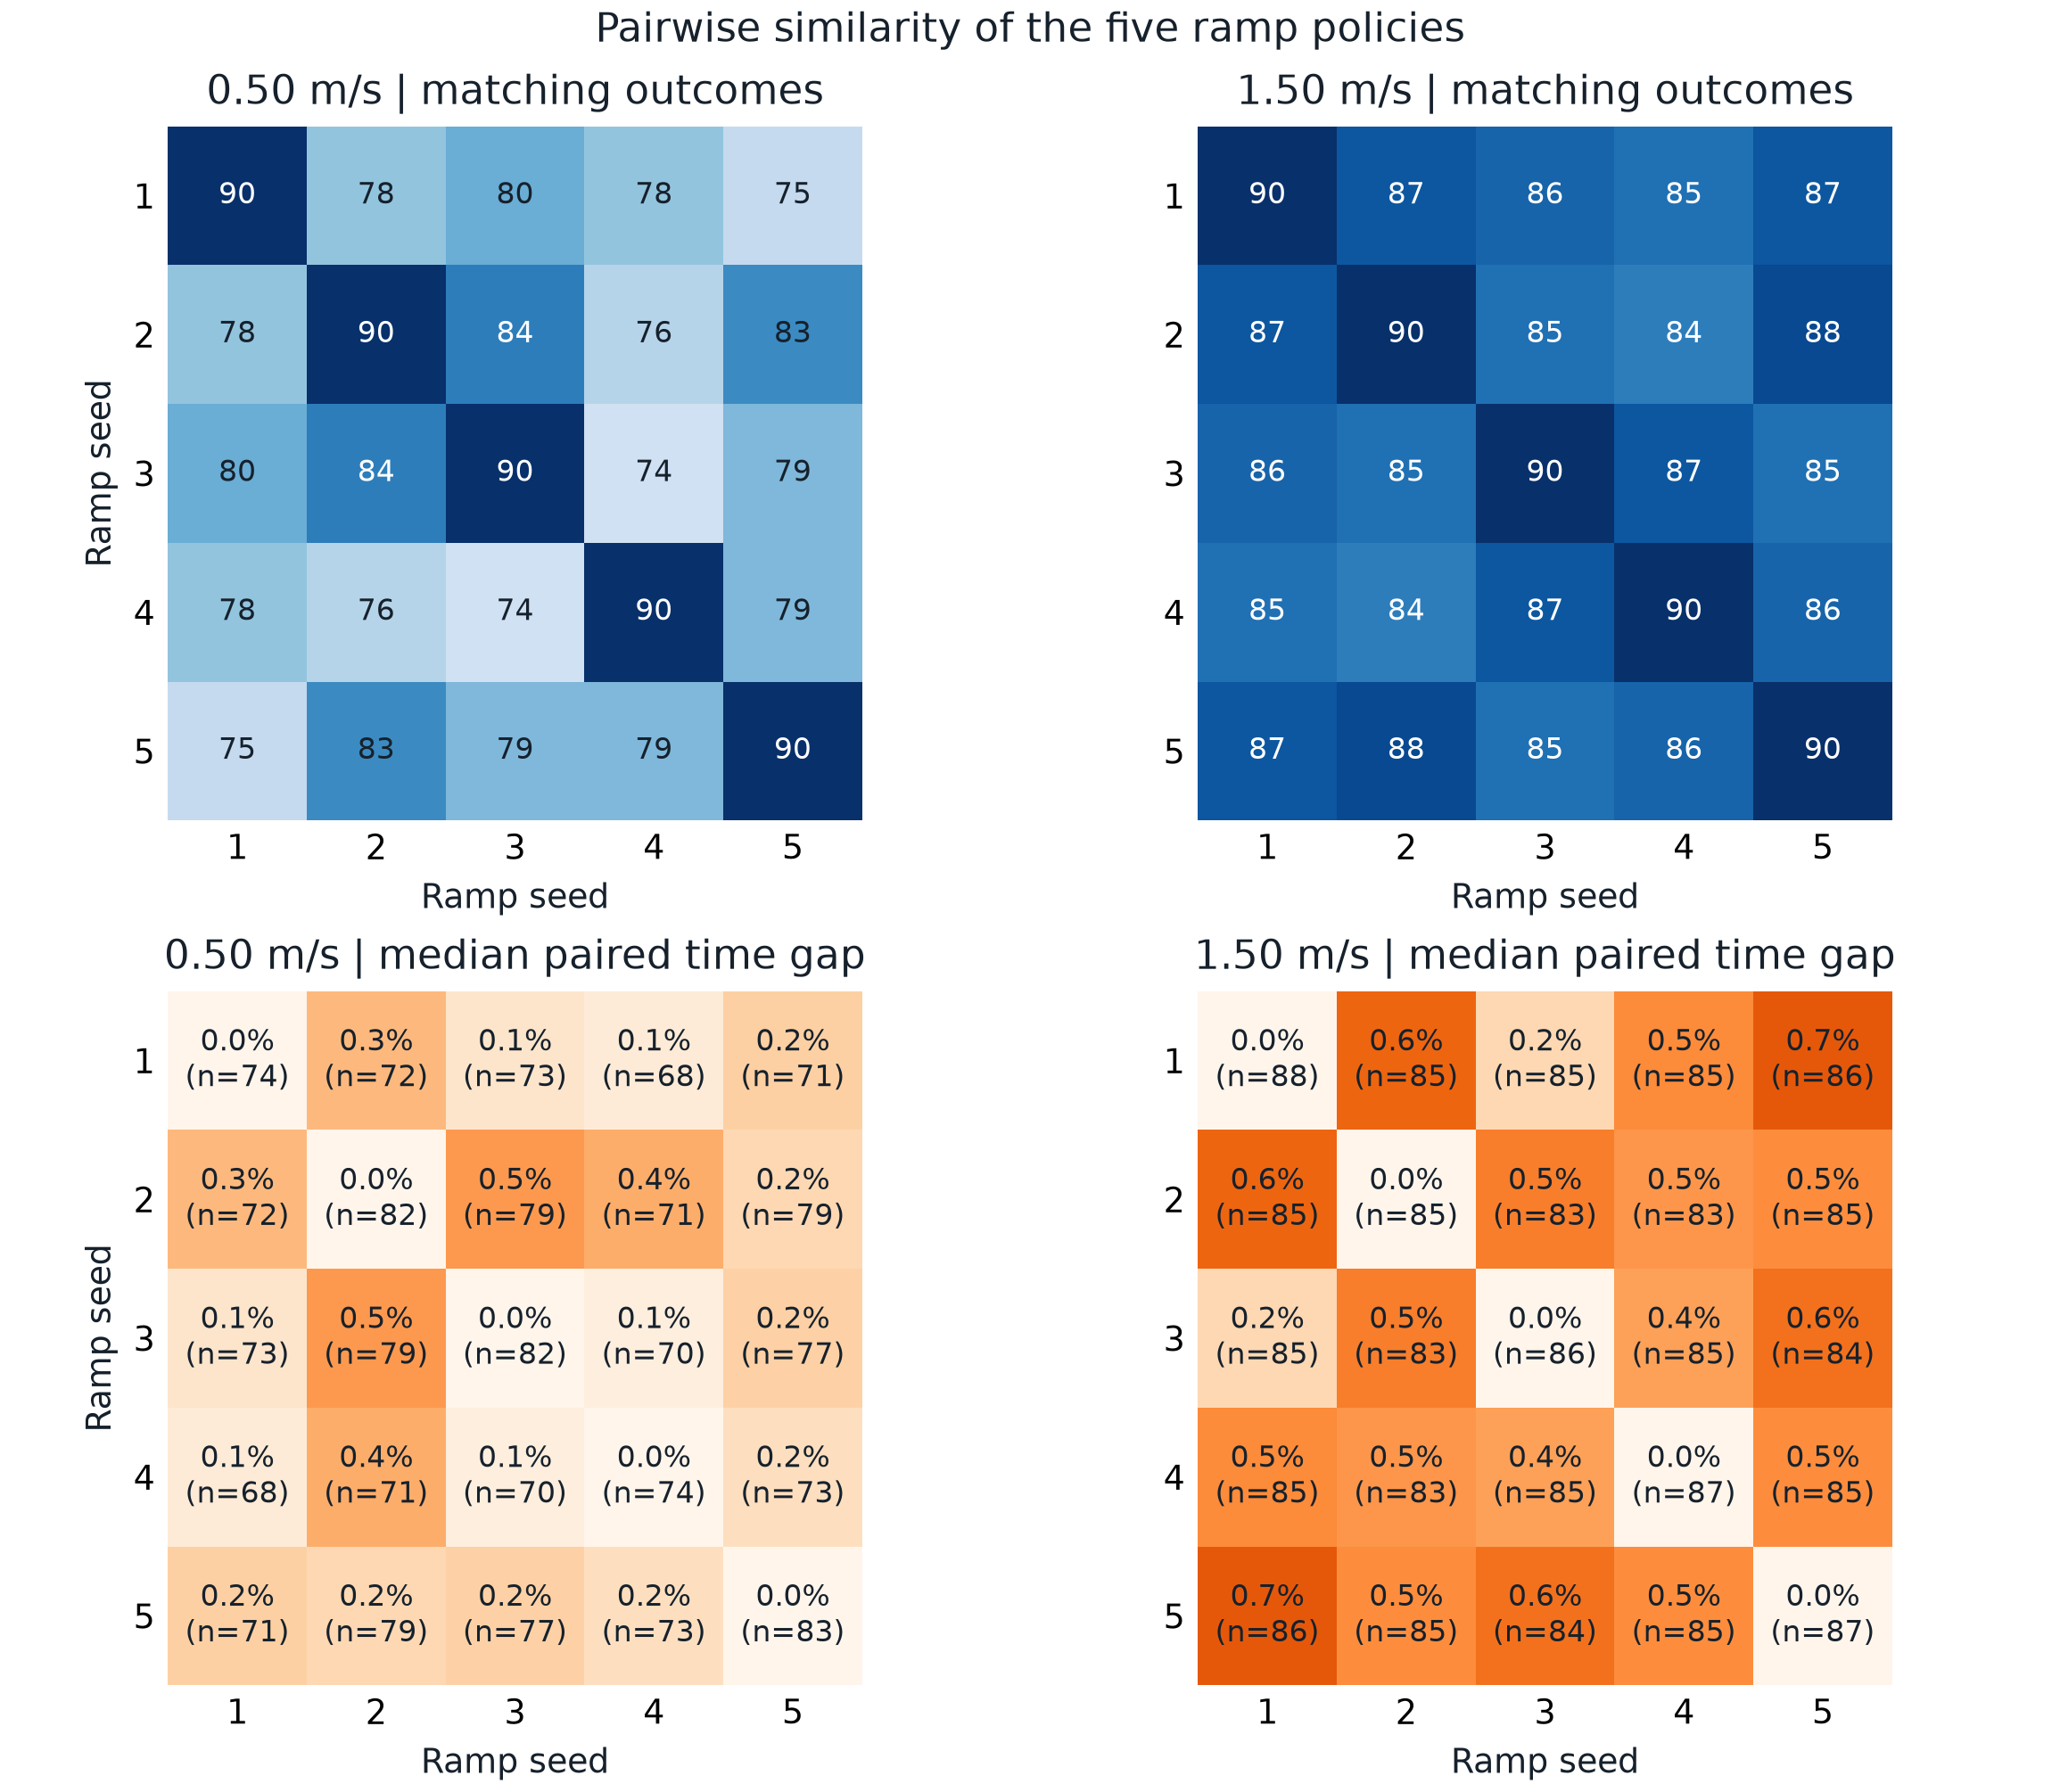 Pairwise similarity of the five ramp policies
0.50 m/s | matching outcomes
Ramp seed
1 90 78 80 78 75
2 78 90 84 76 83
3 80 84 90 74 79
4 78 76 74 90 79
5 75 83 79 79 90
1 2 3 4 5
Ramp seed
1.50 m/s | matching outcomes
1 90 87 86 85 87
2 87 90 85 84 88
3 86 85 90 87 85
4 85 84 87 90 86
5 87 88 85 86 90
1 2 3 4 5
Ramp seed
0.50 m/s | median paired time gap
Ramp seed
1
0.0% 0.3% 0.1% 0.1% 0.2%
(n=74) (n=72) (n=73) (n=68) (n=71)
2
0.3% 0.0% 0.5% 0.4% 0.2%
(n=72) (n=82) (n=79) (n=71) (n=79)
3
0.1% 0.5% 0.0% 0.1% 0.2%
(n=73) (n=79) (n=82) (n=70) (n=77)
4
0.1% 0.4% 0.1% 0.0% 0.2%
(n=68) (n=71) (n=70) (n=74) (n=73)
5
0.2% 0.2% 0.2% 0.2% 0.0%
(n=71) (n=79) (n=77) (n=73) (n=83)
1 2 3 4 5
Ramp seed
1.50 m/s | median paired time gap
1
0.0% 0.6% 0.2% 0.5% 0.7%
(n=88) (n=85) (n=85) (n=85) (n=86)
2
0.6% 0.0% 0.5% 0.5% 0.5%
(n=85) (n=85) (n=83) (n=83) (n=85)
3
0.2% 0.5% 0.0% 0.4% 0.6%
(n=85) (n=83) (n=86) (n=85) (n=84)
4
0.5% 0.5% 0.4% 0.0% 0.5%
(n=85) (n=83) (n=85) (n=87) (n=85)
5
0.7% 0.5% 0.6% 0.5% 0.0%
(n=86) (n=85) (n=84) (n=85) (n=87)
1 2 3 4 5
Ramp seed